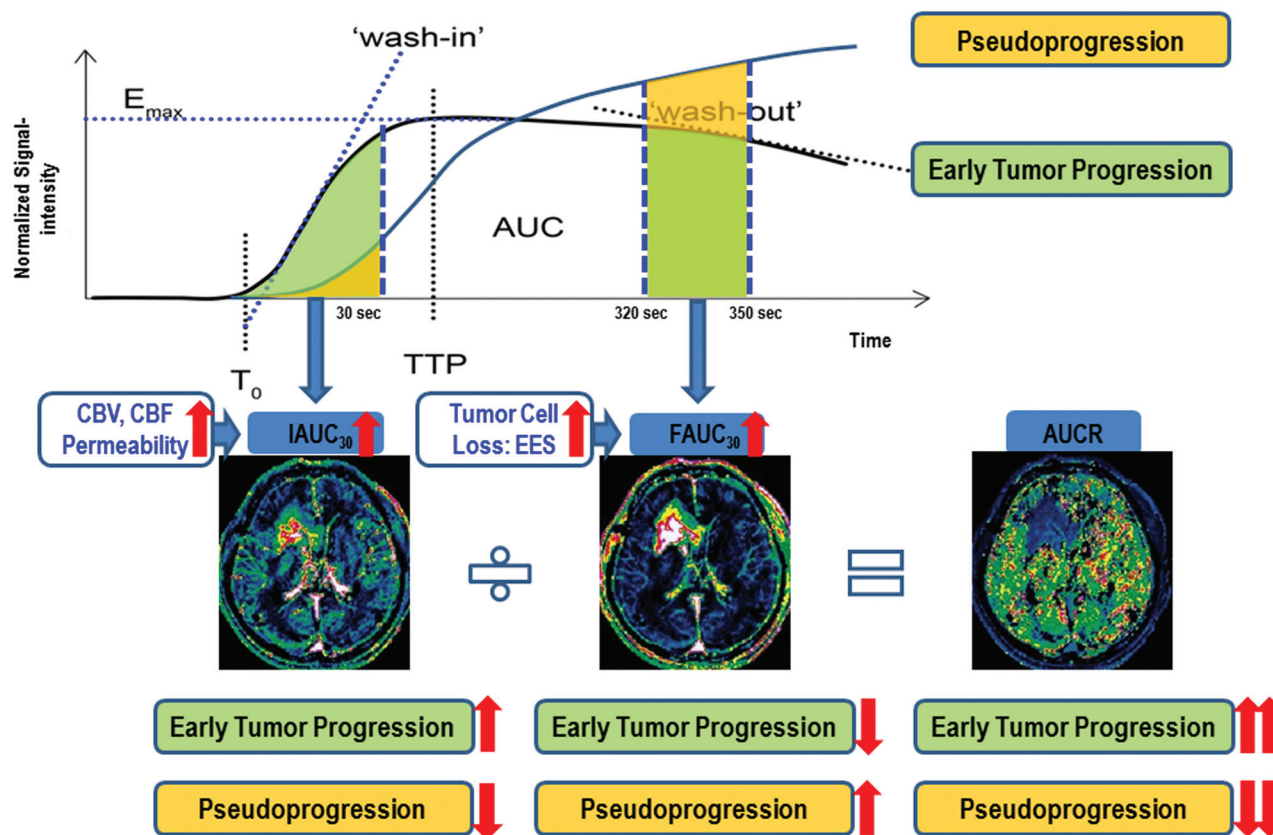 Pseudoprogression
'wash-in'
Emax
'wash-out'
Early Tumor Progression
Normalized Signal-
intensity
AUC
30 sec
320 sec
350 sec
Time
TTP
T0
CBV, CBF
Permeability
IAUC30
Tumor Cell
Loss: EES
FAUC30
AUCR
Early Tumor Progression
Early Tumor Progression
Early Tumor Progression
Pseudoprogression
Pseudoprogression
Pseudoprogression